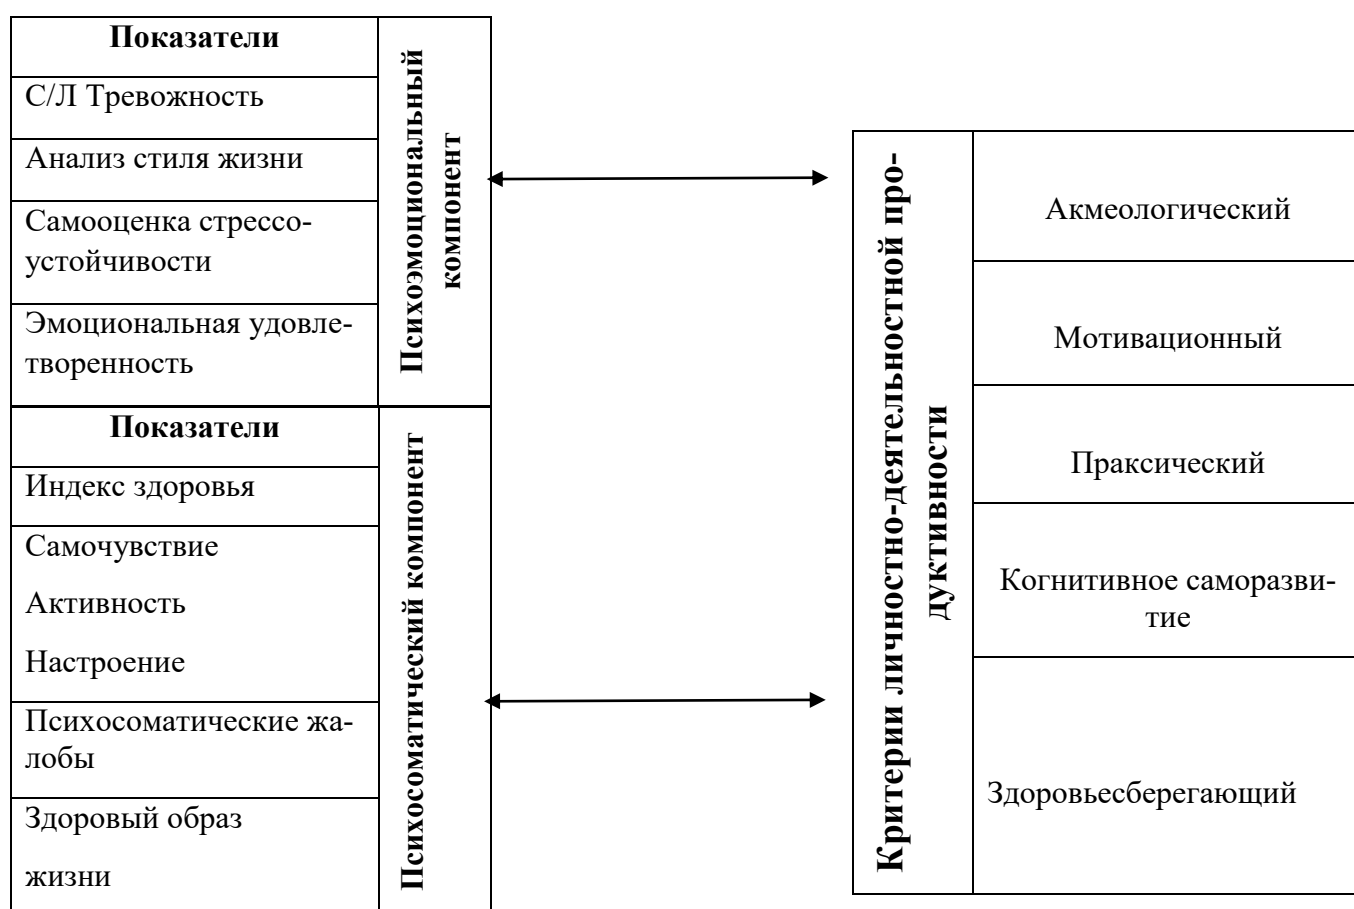 Показатели
С/Л Тревожность
Анализ стиля жизни
Самооценка стрессо-
устойчивости
Эмоциональная удовле-
творенность
Психоэмоциональный
компонент
Показатели
Индекс здоровья
Самочувствие
Активность
Настроение
Психосоматические жа-
лобы
Здоровый образ
жизни
Психосоматический компонент
Критерии личностно-деятельностной про-
дуктивности
Акмеологический
Мотивационный
Праксический
Когнитивное саморазви-
тие
Здоровьесберегающий